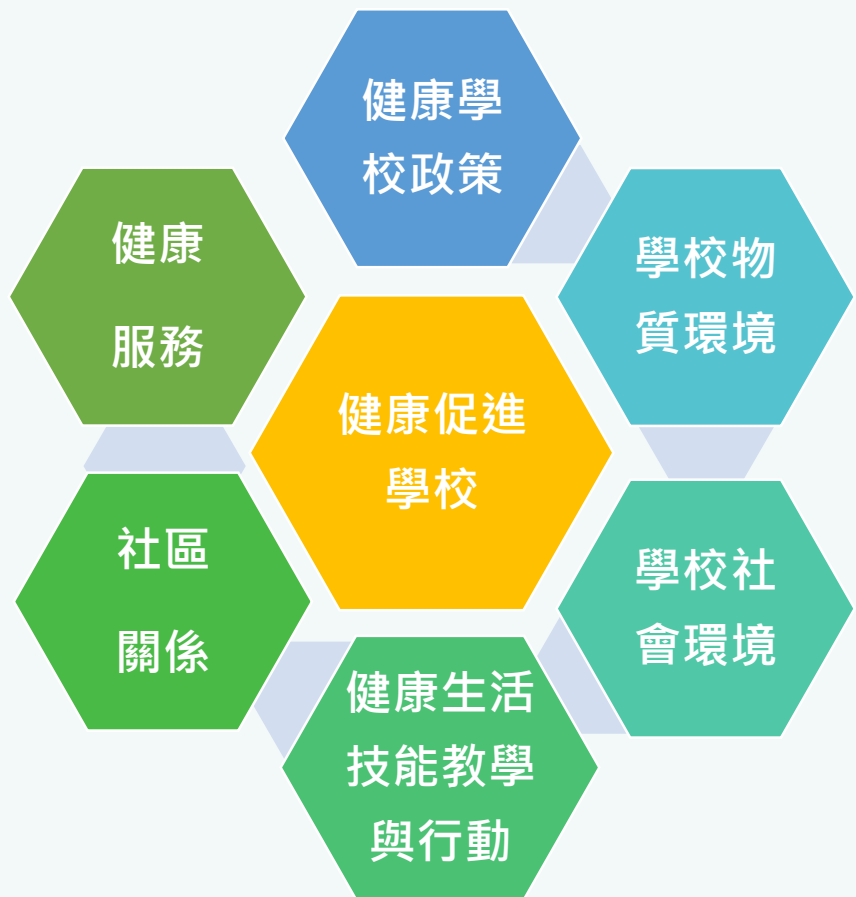 健康學
校政策
健康
服務
學校物
質環境
健康促進
學校
社區
關係
學校社
會環境
健康生活
技能教學
與行動